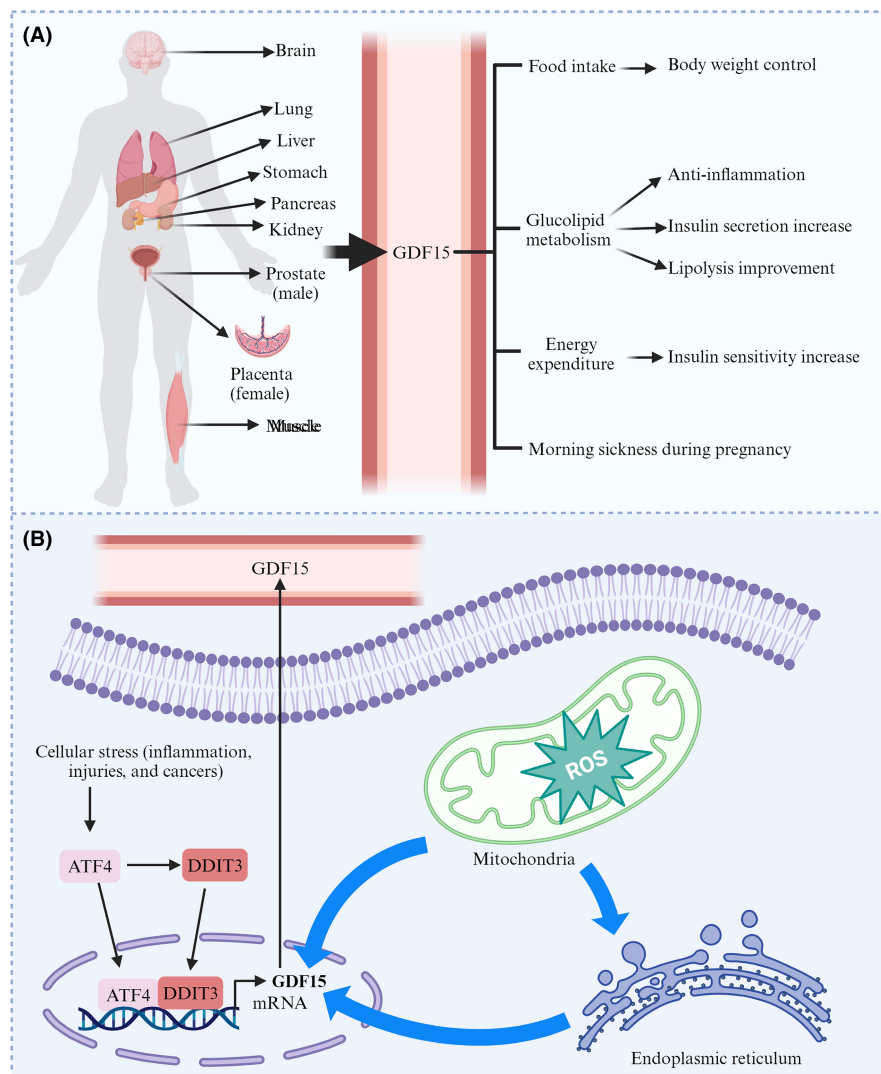 (A)
Brain
Lung
Liver
Stomach
Pancreas
Kidney
Prostate
(male)
Placenta
(female)
Muscle
GDF15
Food intake
Body weight control
Glucolipid
metabolism
Anti-inflammation
Insulin secretion increase
Lipolysis improvement
Energy
expenditure
Insulin sensitivity increase
Morning sickness during pregnancy
(B)
GDF15
Cellular stress (inflammation,
injuries, and cancers)
ATF4
DDIT3
ATF4
DDIT3
GDF15
mRNA
ROS
Mitochondria
Endoplasmic reticulum